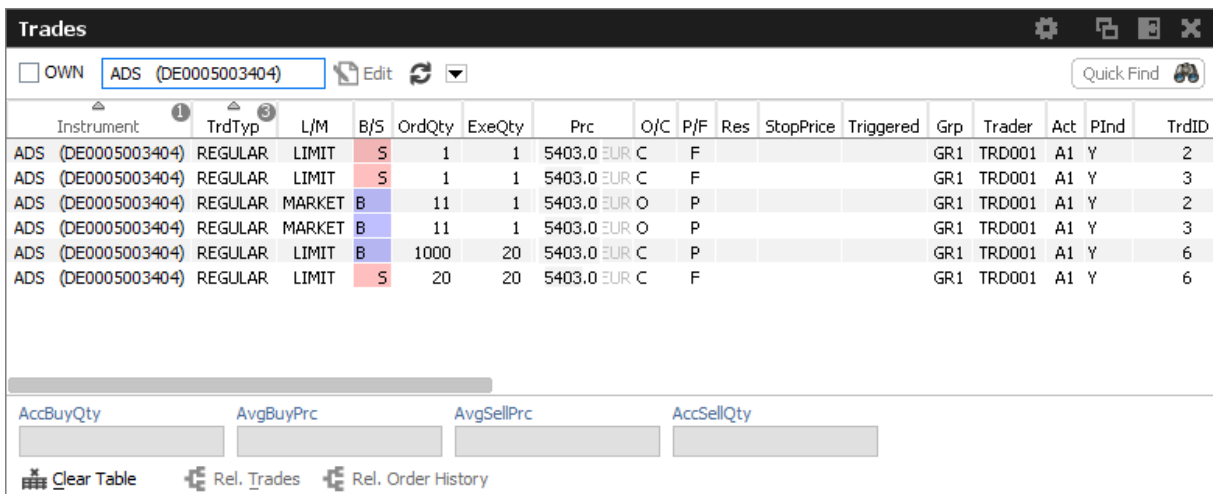 Trades
OWN ADS (DE0005003404) Edit Quick Find
Instrument 1 TrdTyp 3 L/M B/S OrdQty ExeQty Prc O/C P/F Res StopPrice Triggered Grp Trader Act PInd TrdID
ADS (DE0005003404) REGULAR LIMIT S 1 1 5403.0 EUR C F GR1 TRD001 A1 Y 2
ADS (DE0005003404) REGULAR LIMIT S 1 1 5403.0 EUR C F GR1 TRD001 A1 Y 3
ADS (DE0005003404) REGULAR MARKET B 11 1 5403.0 EUR O P GR1 TRD001 A1 Y 2
ADS (DE0005003404) REGULAR MARKET B 11 1 5403.0 EUR O P GR1 TRD001 A1 Y 3
ADS (DE0005003404) REGULAR LIMIT B 1000 20 5403.0 EUR C P GR1 TRD001 A1 Y 6
ADS (DE0005003404) REGULAR LIMIT S 20 20 5403.0 EUR C F GR1 TRD001 A1 Y 6
AccBuyQty AvgBuyPrc AvgSellPrc AccSellQty
Clear Table Rel. Trades Rel. Order History